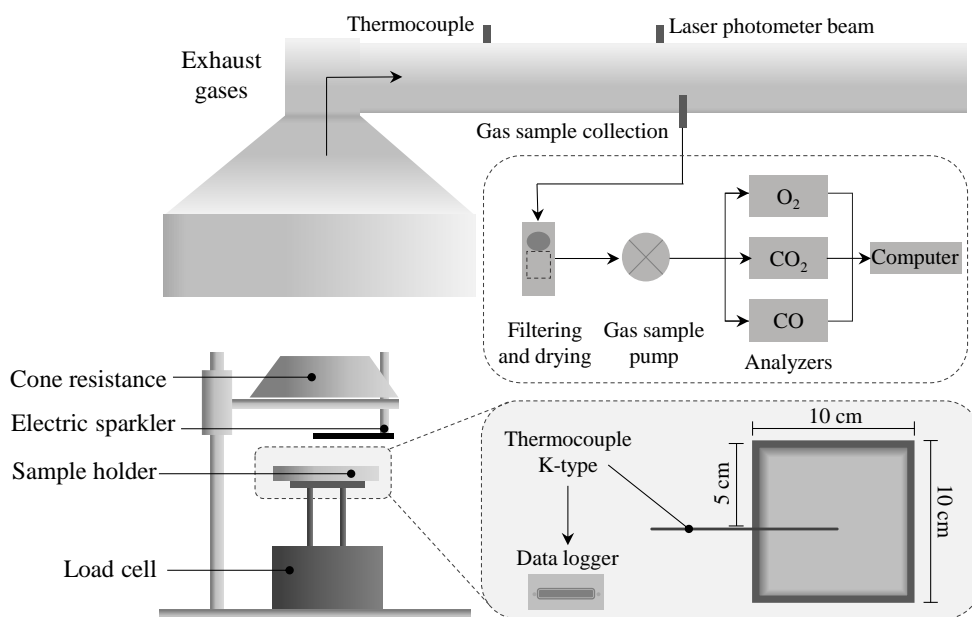 Thermocouple
Laser photometer beam
Exhaust
gases
Gas sample collection
O2
CO2
Computer
CO
Filtering
and drying
Gas sample
pump
Analyzers
Cone resistance
Electric sparkler
Sample holder
Load cell
10 cm
Thermocouple
K-type
5 cm
10 cm
Data logger